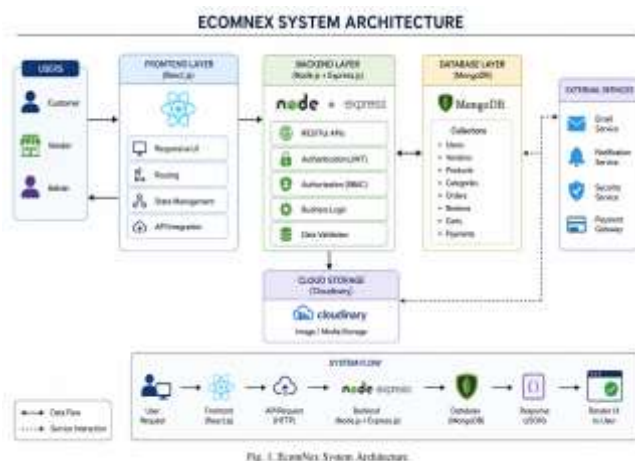 ECOMNEX SYSTEM ARCHITECTURE
USERS
Customer
Vendor
Admin
FRONTEND LAYER
(React.js)
Responsive UI
Routing
State Management
API Integration
BACKEND LAYER
(Node.js + Express.js)
node + express
RESTful APIs
Authentication (JWT)
Authorization (RBAC)
Business Logic
Data Validation
DATABASE LAYER
(MongoDB)
MongoDB
Collections
• Users
• Vendors
• Products
• Categories
• Orders
• Reviews
• Carts
• Payments
EXTERNAL SERVICES
Email
Service
Notification
Service
Security
Service
Payment
Gateway
CLOUD STORAGE
(Cloudinary)
cloudinary
Image / Media Storage
SYSTEM FLOW
User
Request
Frontend
(React.js)
API Request
(HTTP)
node express
Backend
(Node.js + Express.js)
Database
(MongoDB)
Response
(JSON)
Render UI
to User
Data Flow
Service Interaction
Fig. 1. EcomNex System Architecture